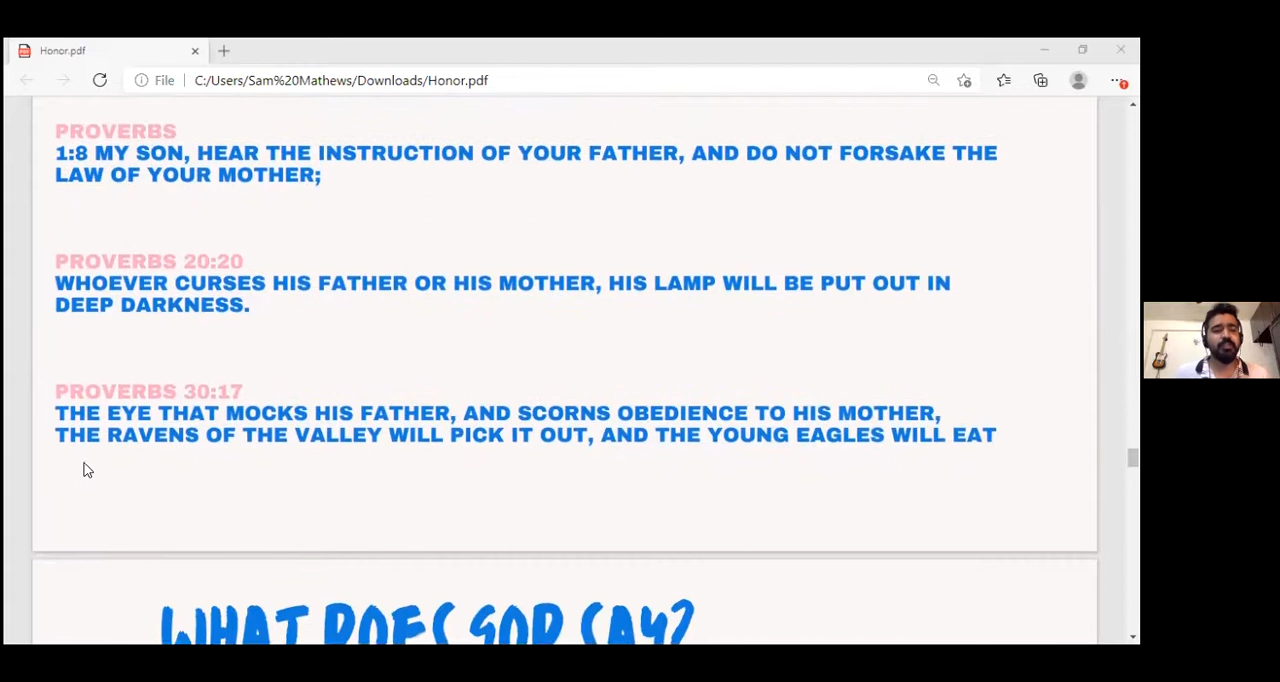 Honor.pdf
File | C:/Users/Sam%20Mathews/Downloads/Honor.pdf
PROVERBS
1:8 MY SON, HEAR THE INSTRUCTION OF YOUR FATHER, AND DO NOT FORSAKE THE
LAW OF YOUR MOTHER;
PROVERBS 20:20
WHOEVER CURSES HIS FATHER OR HIS MOTHER, HIS LAMP WILL BE PUT OUT IN
DEEP DARKNESS.
PROVERBS 30:17
THE EYE THAT MOCKS HIS FATHER, AND SCORNS OBEDIENCE TO HIS MOTHER,
THE RAVENS OF THE VALLEY WILL PICK IT OUT, AND THE YOUNG EAGLES WILL EAT
WHAT DOES GOD SAY?